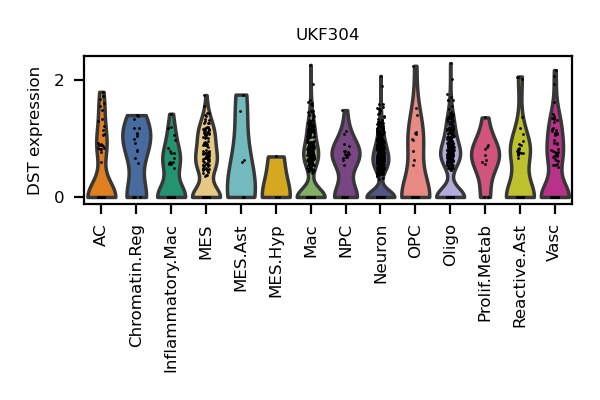 UKF304
DST expression
2
0
AC
Chromatin.Reg
Inflammatory.Mac
MES
MES.Ast
MES.Hyp
Mac
NPC
Neuron
OPC
Oligo
Prolif.Metab
Reactive.Ast
Vasc